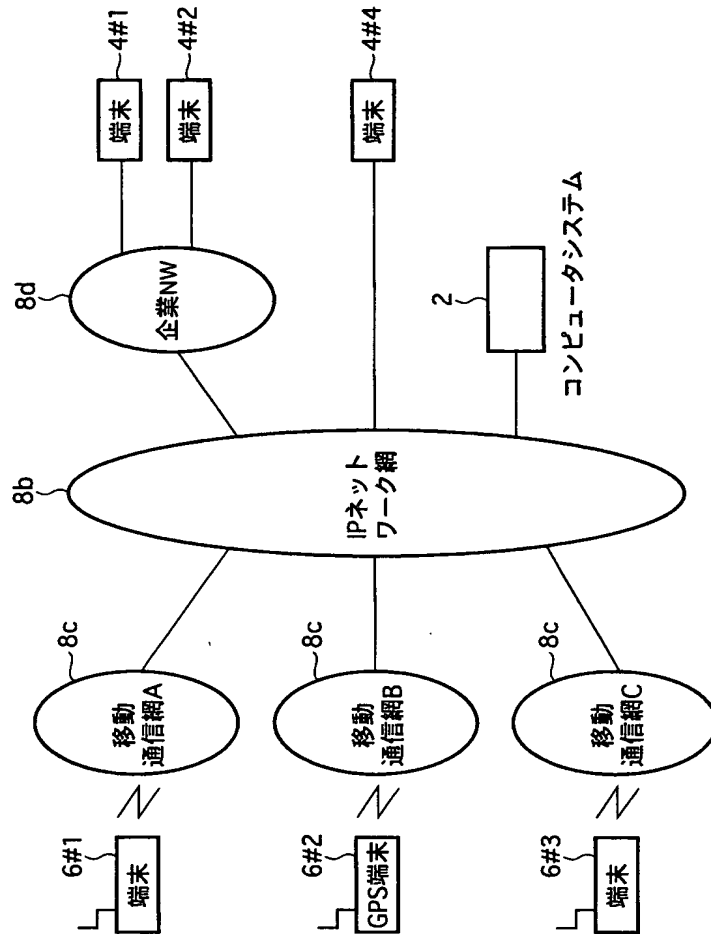 6#1
端末
6#2
GPS端末
6#3
端末
8c
移動
通信網A
8c
移動
通信網B
8c
移動
通信網C
8b
IPネット
ワーク網
8d
企業NW
2
コンピュータシステム
端末
4#1
端末
4#2
端末
4#4